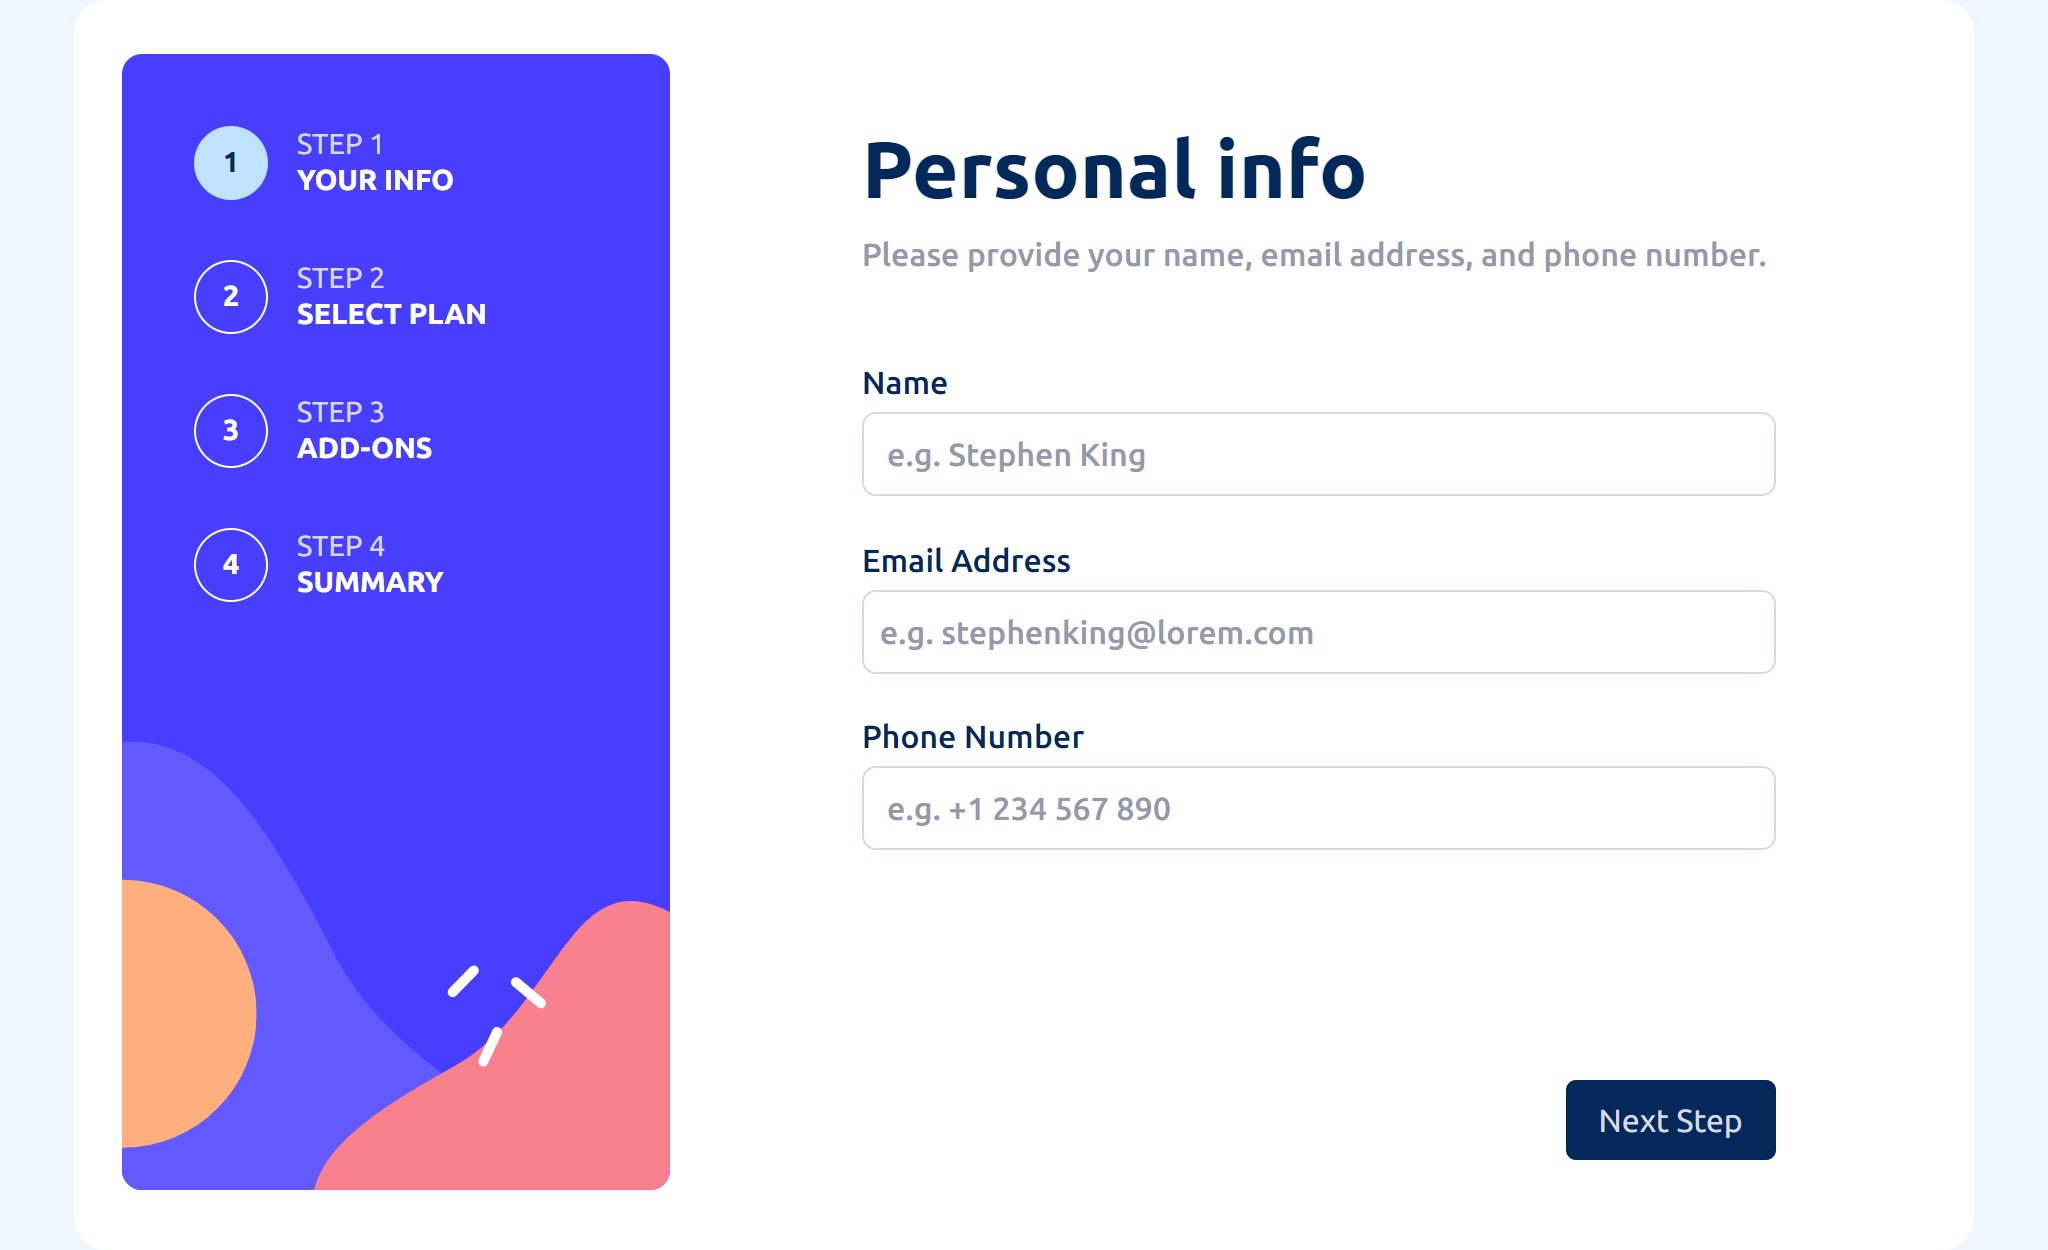 1
STEP 1
YOUR INFO
2
STEP 2
SELECT PLAN
3
STEP 3
ADD-ONS
4
STEP 4
SUMMARY
Personal info
Please provide your name, email address, and phone number.
Name
e.g. Stephen King
Email Address
e.g. stephenking@lorem.com
Phone Number
e.g. +1 234 567 890
Next Step